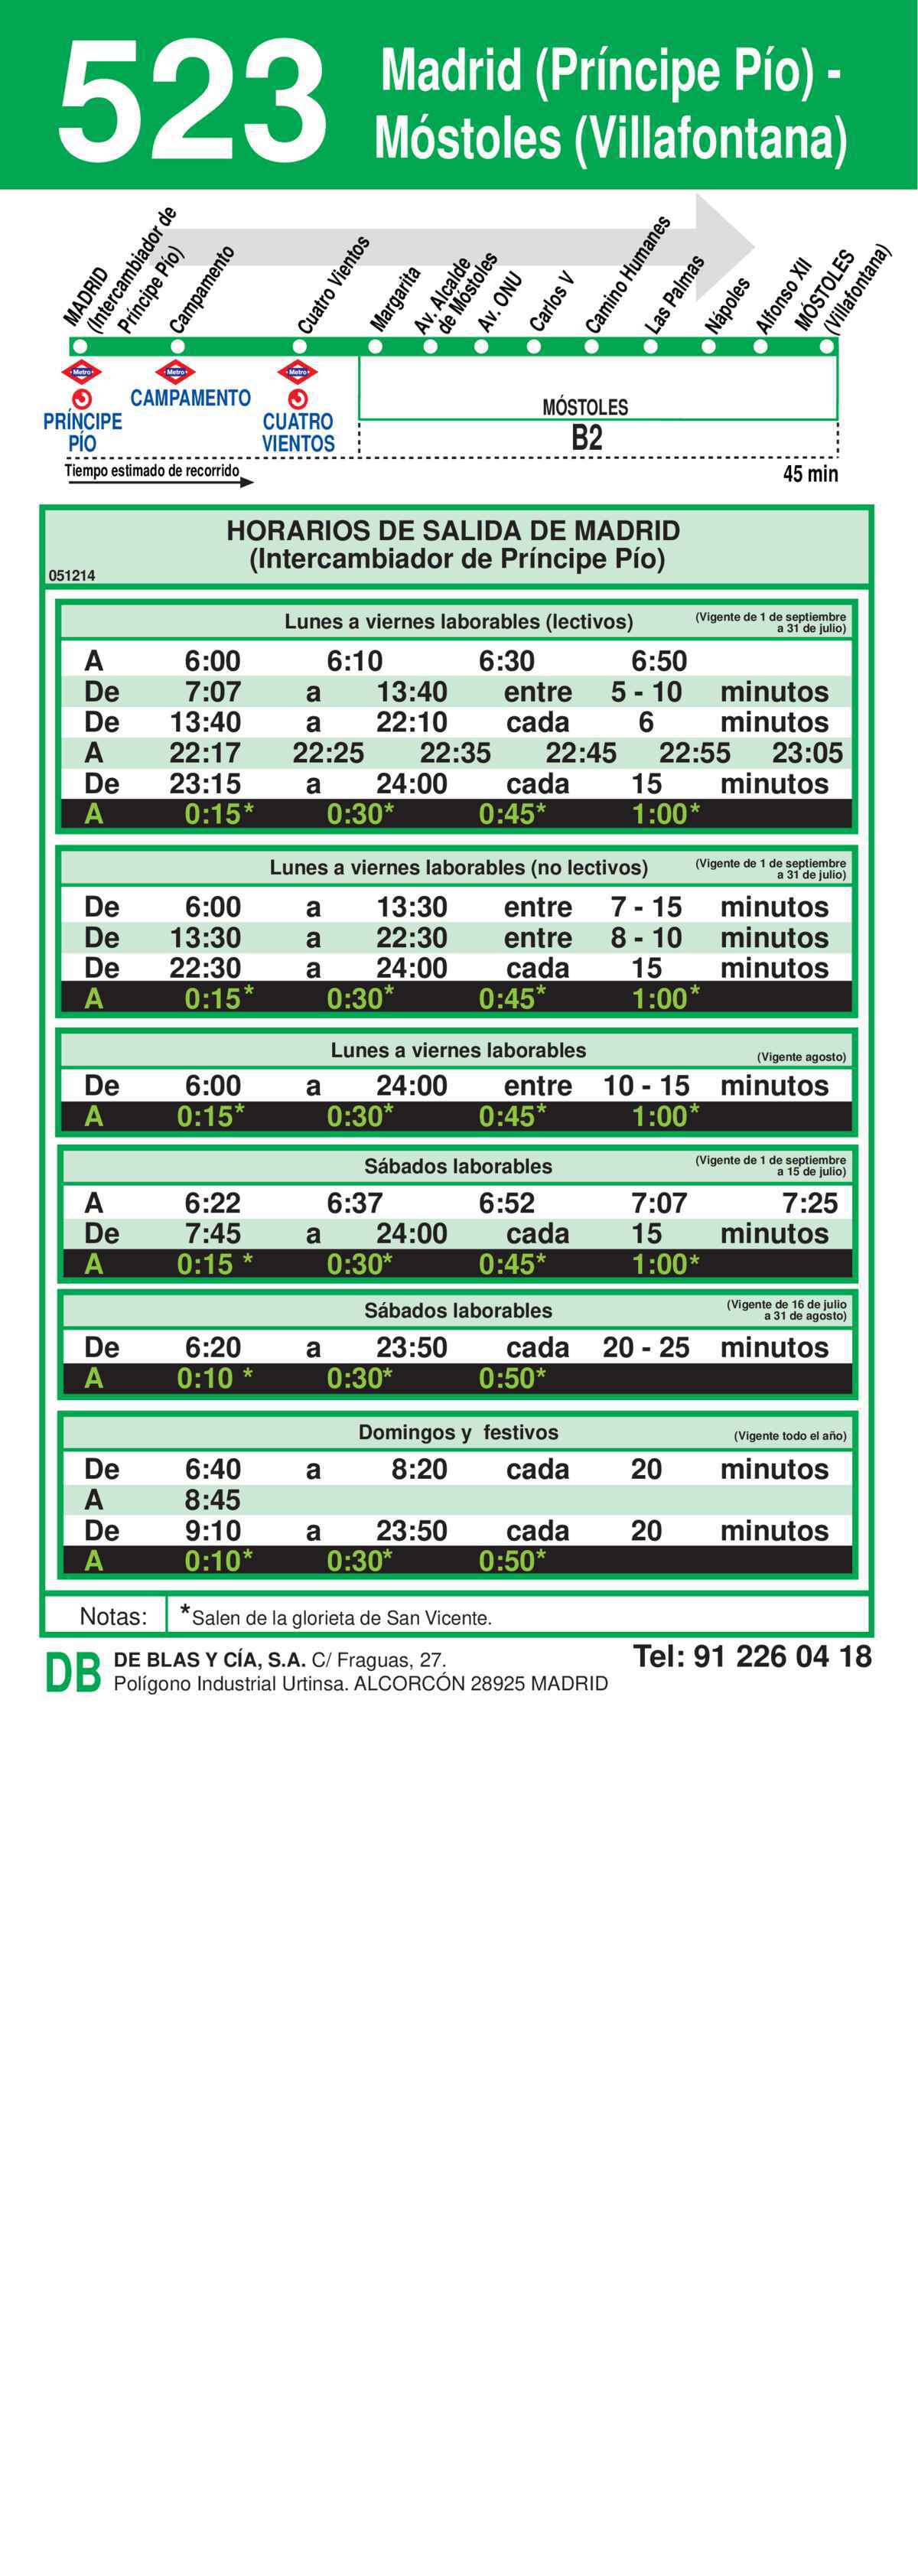 523
Madrid (Príncipe Pío) -
Móstoles (Villafontana)
MADRID
(Intercambiador de
Príncipe Pío)
Campamento
Cuatro Vientos
Margarita
Av. Alcalde
de Móstoles
Av. ONU
Carlos V
Camino Humanes
Las Palmas
Nápoles
Alfonso XII
MÓSTOLES
(Villafontana)
Metro Metro Metro
PRÍNCIPE
PÍO
CAMPAMENTO
CUATRO
VIENTOS
MÓSTOLES
B2
Tiempo estimado de recorrido
45 min
HORARIOS DE SALIDA DE MADRID
(Intercambiador de Príncipe Pío)
051214
Lunes a viernes laborables (lectivos) (Vigente de 1 de septiembre
a 31 de julio)
A 6:00 6:10 6:30 6:50
De 7:07 a 13:40 entre 5 - 10 minutos
De 13:40 a 22:10 cada 6 minutos
A 22:17 22:25 22:35 22:45 22:55 23:05
De 23:15 a 24:00 cada 15 minutos
A 0:15* 0:30* 0:45* 1:00*
Lunes a viernes laborables (no lectivos) (Vigente de 1 de septiembre
a 31 de julio)
De 6:00 a 13:30 entre 7 - 15 minutos
De 13:30 a 22:30 entre 8 - 10 minutos
De 22:30 a 24:00 cada 15 minutos
A 0:15* 0:30* 0:45* 1:00*
Lunes a viernes laborables (Vigente agosto)
De 6:00 a 24:00 entre 10 - 15 minutos
A 0:15* 0:30* 0:45* 1:00*
Sábados laborables (Vigente de 1 de septiembre
a 15 de julio)
A 6:22 6:37 6:52 7:07 7:25
De 7:45 a 24:00 cada 15 minutos
A 0:15 * 0:30* 0:45* 1:00*
Sábados laborables (Vigente de 16 de julio
a 31 de agosto)
De 6:20 a 23:50 cada 20 - 25 minutos
A 0:10 * 0:30* 0:50*
Domingos y festivos (Vigente todo el año)
De 6:40 a 8:20 cada 20 minutos
A 8:45
De 9:10 a 23:50 cada 20 minutos
A 0:10* 0:30* 0:50*
Notas: *Salen de la glorieta de San Vicente.
DB DE BLAS Y CÍA, S.A. C/ Fraguas, 27. Tel: 91 226 04 18
Polígono Industrial Urtinsa. ALCORCÓN 28925 MADRID